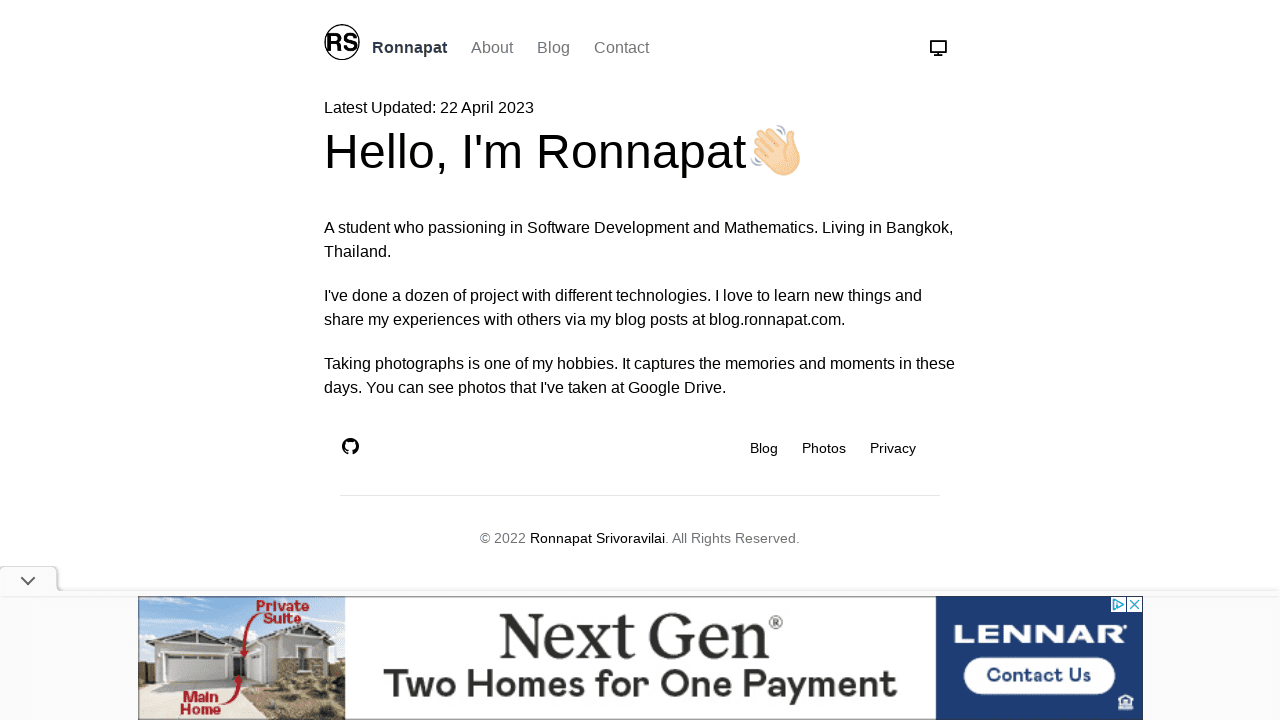 RS
Ronnapat About Blog Contact
Latest Updated: 22 April 2023
Hello, I'm Ronnapat👋🏻
A student who passioning in Software Development and Mathematics. Living in Bangkok,
Thailand.
I've done a dozen of project with different technologies. I love to learn new things and
share my experiences with others via my blog posts at blog.ronnapat.com.
Taking photographs is one of my hobbies. It captures the memories and moments in these
days. You can see photos that I've taken at Google Drive.
Blog Photos Privacy
© 2022 Ronnapat Srivoravilai. All Rights Reserved.
Private
Suite
Main
Home
Next Gen®
Two Homes for One Payment
LENNAR®
Contact Us